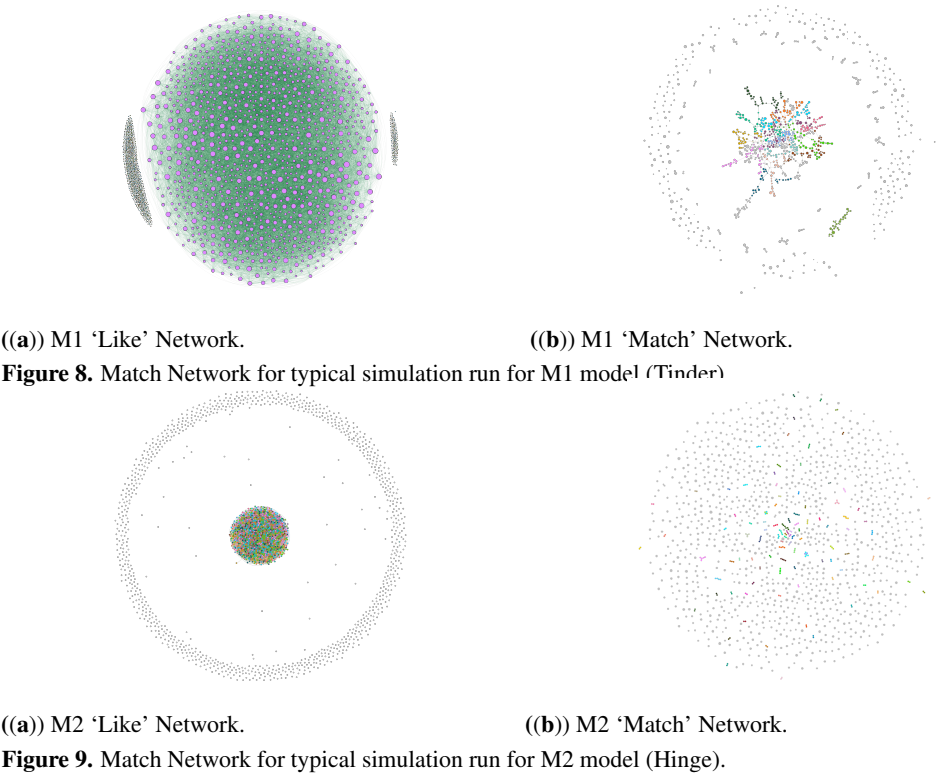 ((a)) M1 ‘Like’ Network.
((b)) M1 ‘Match’ Network.
Figure 8. Match Network for typical simulation run for M1 model (Tinder)
((a)) M2 ‘Like’ Network.
((b)) M2 ‘Match’ Network.
Figure 9. Match Network for typical simulation run for M2 model (Hinge).